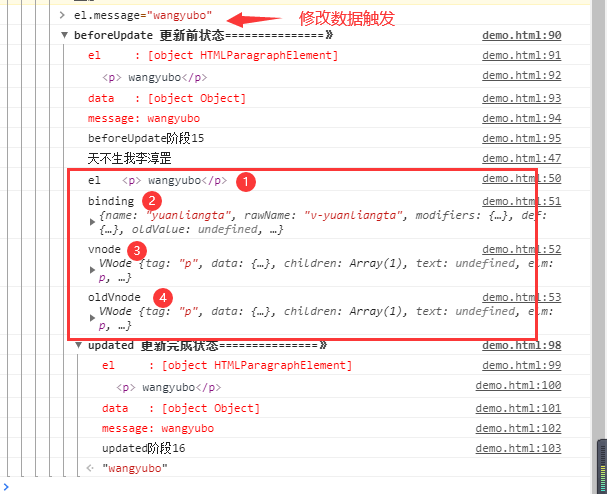 el.message="wangyubo"
修改数据触发
beforeUpdate 更新前状态===============》 demo.html:90
el : [object HTMLParagraphElement] demo.html:91
<p> wangyubo</p> demo.html:92
data : [object Object] demo.html:93
message: wangyubo demo.html:94
beforeUpdate阶段15 demo.html:95
天不生我李淳罡 demo.html:47
el <p> wangyubo</p> 1 demo.html:50
binding 2 demo.html:51
{name: "yuanliangta", rawName: "v-yuanliangta", modifiers: {…}, def:
{…}, oldValue: undefined, …}
vnode 3 demo.html:52
VNode {tag: "p", data: {…}, children: Array(1), text: undefined, elm:
p, …}
oldVnode 4 demo.html:53
VNode {tag: "p", data: {…}, children: Array(1), text: undefined, elm:
p, …}
updated 更新完成状态===============》 demo.html:98
el : [object HTMLParagraphElement] demo.html:99
<p> wangyubo</p> demo.html:100
data : [object Object] demo.html:101
message: wangyubo demo.html:102
updated阶段16 demo.html:103
"wangyubo"